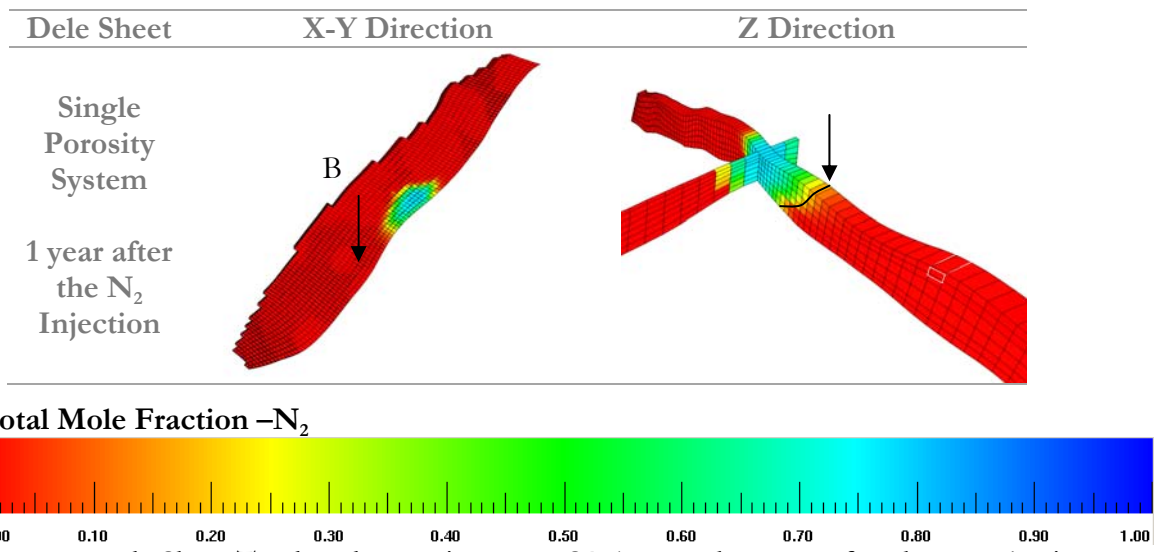 Dele Sheet X-Y Direction Z Direction
Single
Porosity
System
1 year after
the N₂
Injection
B
otal Mole Fraction –N₂
00 0.10 0.20 0.30 0.40 0.50 0.60 0.70 0.80 0.90 1.00